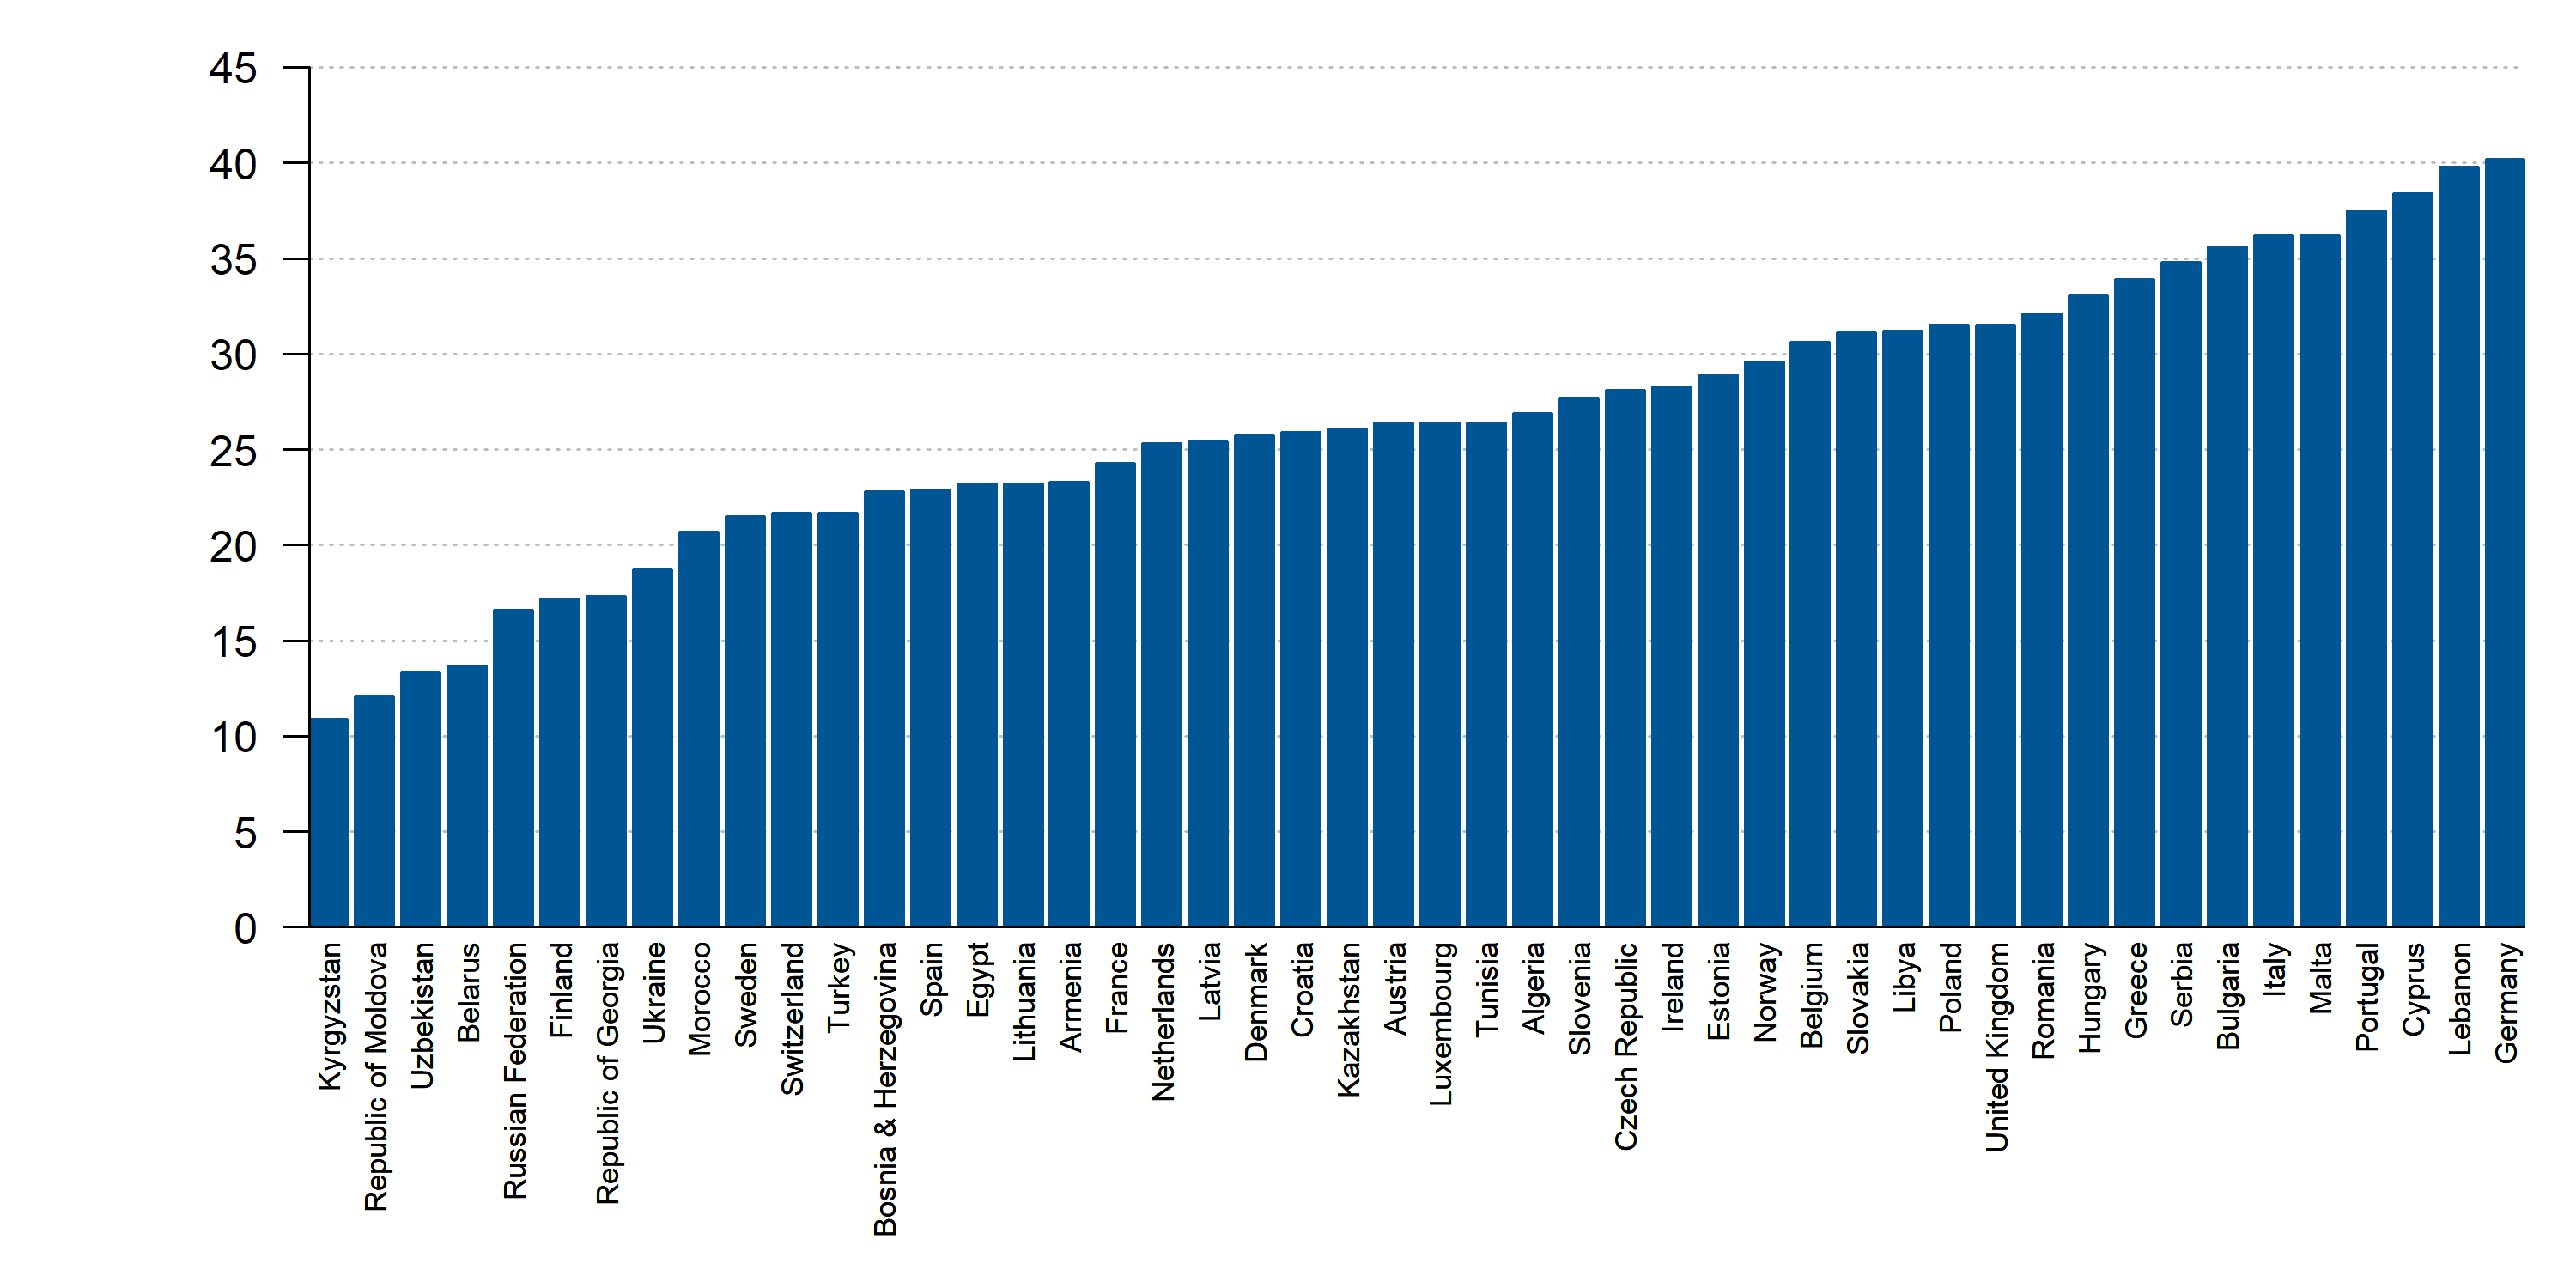 45
40
35
30
25
20
15
10
5
0
Kyrgyzstan
Republic of Moldova
Uzbekistan
Belarus
Russian Federation
Finland
Republic of Georgia
Ukraine
Morocco
Sweden
Switzerland
Turkey
Bosnia & Herzegovina
Spain
Egypt
Lithuania
Armenia
France
Netherlands
Latvia
Denmark
Croatia
Kazakhstan
Austria
Luxembourg
Tunisia
Algeria
Slovenia
Czech Republic
Ireland
Estonia
Norway
Belgium
Slovakia
Libya
Poland
United Kingdom
Romania
Hungary
Greece
Serbia
Bulgaria
Italy
Malta
Portugal
Cyprus
Lebanon
Germany